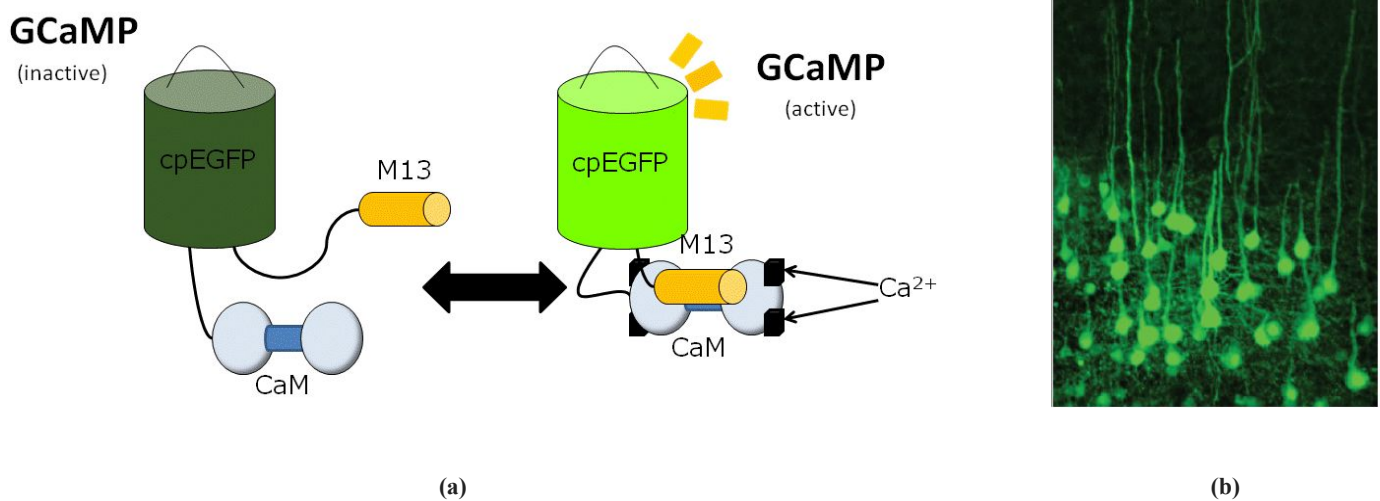 GCaMP
(inactive)
cpEGFP
M13
CaM
GCaMP
(active)
cpEGFP
M13
Ca²⁺
CaM
(a)
(b)